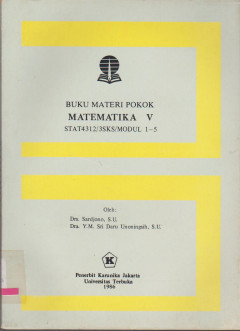 BUKU MATERI POKOK
MATEMATIKA V
STAT4312/3SKS/MODUL 1-5
Oleh:
Drs. Sardjono, S.U.
Dra. Y.M. Sri Daru Unoningsih, S.U.
K
Penerbit Karunika Jakarta
Universitas Terbuka
1986